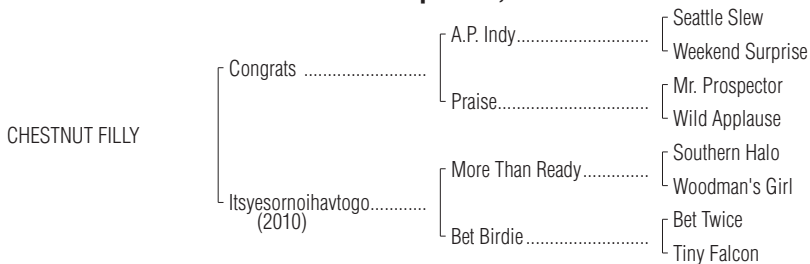 CHESTNUT FILLY
Congrats ..........................
Itsyesornoihavtogo............
(2010)
A.P. Indy............................
Praise................................
More Than Ready..............
Bet Birdie..........................
Seattle Slew
Weekend Surprise
Mr. Prospector
Wild Applause
Southern Halo
Woodman's Girl
Bet Twice
Tiny Falcon